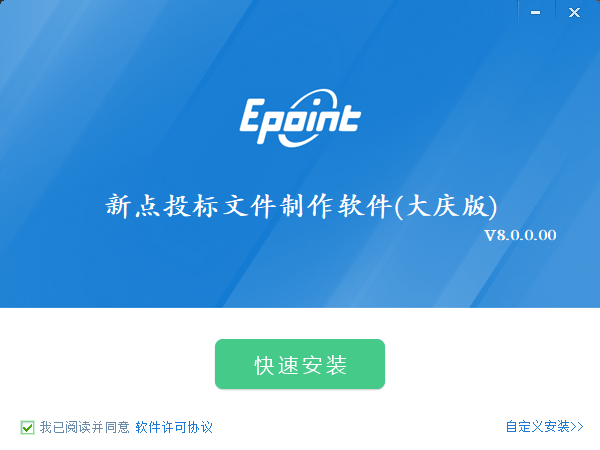 Epoint
新点投标文件制作软件(大庆版)
V8.0.0.00
快速安装
我已阅读并同意 软件许可协议
自定义安装>>